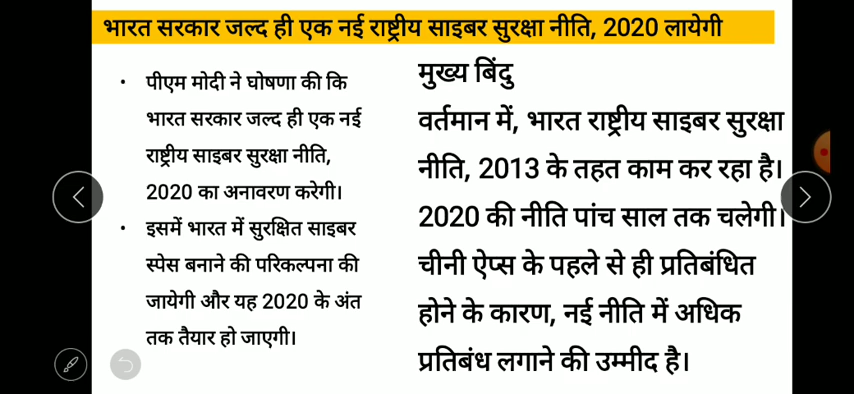 भारत सरकार जल्द ही एक नई राष्ट्रीय साइबर सुरक्षा नीति, 2020 लायेगी
• पीएम मोदी ने घोषणा की कि
भारत सरकार जल्द ही एक नई
राष्ट्रीय साइबर सुरक्षा नीति,
2020 का अनावरण करेगी।
• इसमें भारत में सुरक्षित साइबर
स्पेस बनाने की परिकल्पना की
जायेगी और यह 2020 के अंत
तक तैयार हो जाएगी।
मुख्य बिंदु
वर्तमान में, भारत राष्ट्रीय साइबर सुरक्षा
नीति, 2013 के तहत काम कर रहा है।
2020 की नीति पांच साल तक चलेगी।
चीनी ऐप्स के पहले से ही प्रतिबंधित
होने के कारण, नई नीति में अधिक
प्रतिबंध लगाने की उम्मीद है।